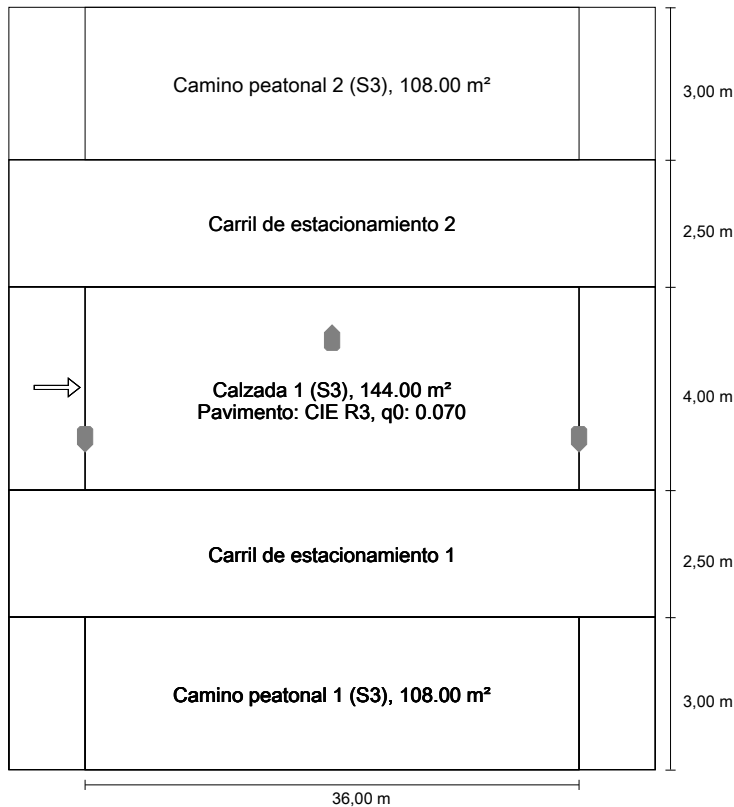 Camino peatonal 2 (S3), 108.00 m²
3,00 m
Carril de estacionamiento 2
2,50 m
Calzada 1 (S3), 144.00 m²
Pavimento: CIE R3, q0: 0.070
4,00 m
Carril de estacionamiento 1
2,50 m
Camino peatonal 1 (S3), 108.00 m²
3,00 m
36,00 m